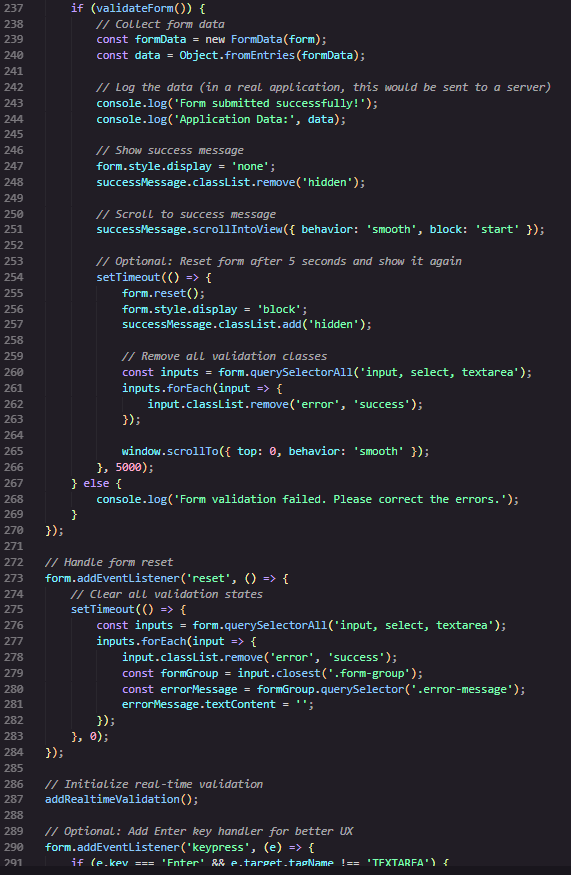 237 if (validateForm()) {
238 // Collect form data
239 const formData = new FormData(form);
240 const data = Object.fromEntries(formData);
241
242 // Log the data (in a real application, this would be sent to a server)
243 console.log('Form submitted successfully!');
244 console.log('Application Data:', data);
245
246 // Show success message
247 form.style.display = 'none';
248 successMessage.classList.remove('hidden');
249
250 // Scroll to success message
251 successMessage.scrollIntoView({ behavior: 'smooth', block: 'start' });
252
253 // Optional: Reset form after 5 seconds and show it again
254 setTimeout(() => {
255 form.reset();
256 form.style.display = 'block';
257 successMessage.classList.add('hidden');
258
259 // Remove all validation classes
260 const inputs = form.querySelectorAll('input, select, textarea');
261 inputs.forEach(input => {
262 input.classList.remove('error', 'success');
263 });
264
265 window.scrollTo({ top: 0, behavior: 'smooth' });
266 }, 5000);
267 } else {
268 console.log('Form validation failed. Please correct the errors.');
269 }
270 });
271
272 // Handle form reset
273 form.addEventListener('reset', () => {
274 // Clear all validation states
275 setTimeout(() => {
276 const inputs = form.querySelectorAll('input, select, textarea');
277 inputs.forEach(input => {
278 input.classList.remove('error', 'success');
279 const formGroup = input.closest('.form-group');
280 const errorMessage = formGroup.querySelector('.error-message');
281 errorMessage.textContent = '';
282 });
283 }, 0);
284 });
285
286 // Initialize real-time validation
287 addRealtimeValidation();
288
289 // Optional: Add Enter key handler for better UX
290 form.addEventListener('keypress', (e) => {
291 if (e.key === 'Enter' && e.target.tagName !== 'TEXTAREA') {